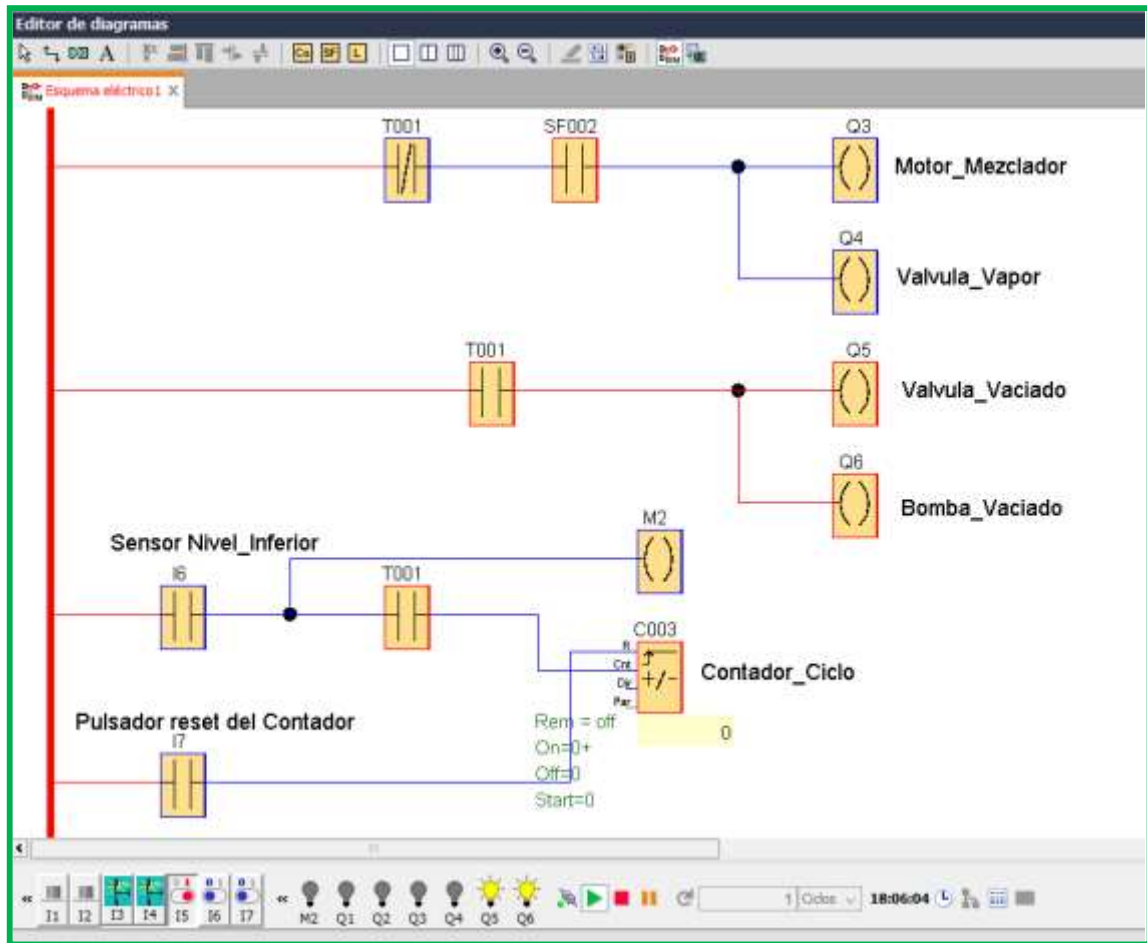 Editor de diagramas
A Co SF L
Esquema eléctrico1 X
T001 SF002 Q3
Motor_Mezclador
Q4
Valvula_Vapor
T001 Q5
Valvula_Vaciado
Q6
Bomba_Vaciado
M2
Sensor Nivel_Inferior
I6 T001
C003
R
Cnt
Dir
Par
+/-
Contador_Ciclo
Pulsador reset del Contador
Rem = off
0
I7
On=0+
Off=0
Start=0
« I1 I2 I3 I4 I5 I6 I7 « M2 Q1 Q2 Q3 Q4 Q5 Q6 1 Ciclos 18:06:04